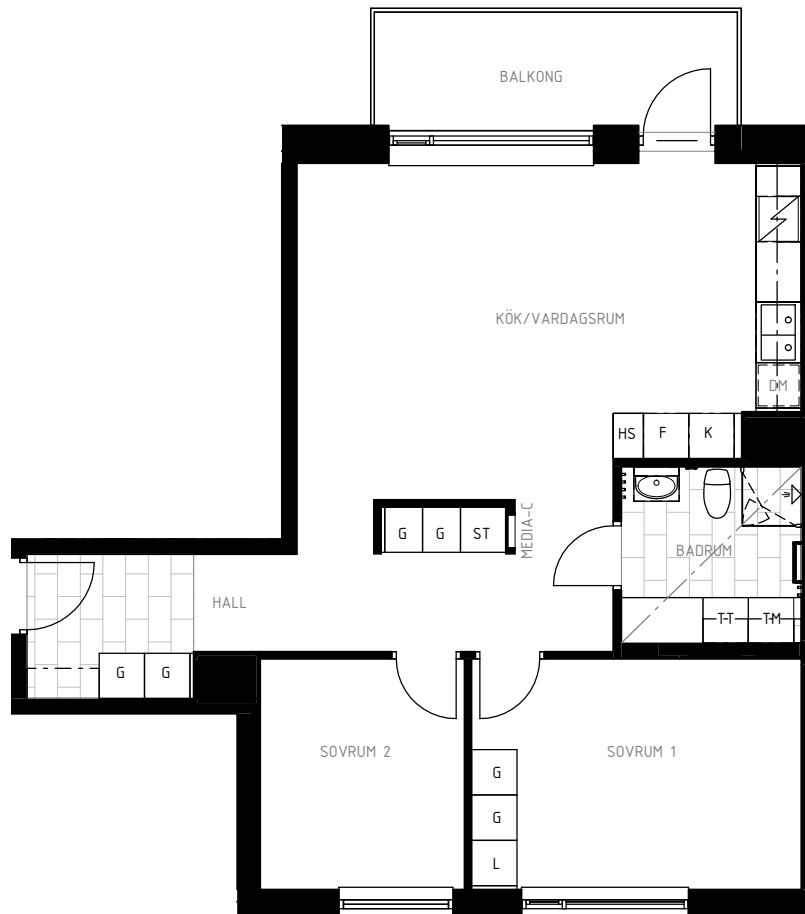 BALKONG
KÖK/VARDAGSRUM
DM
HS F K
G G ST
MEDIA-C
BADRUM
HALL
T-T T-M
G G
SOVRUM 2
SOVRUM 1
G
G
L